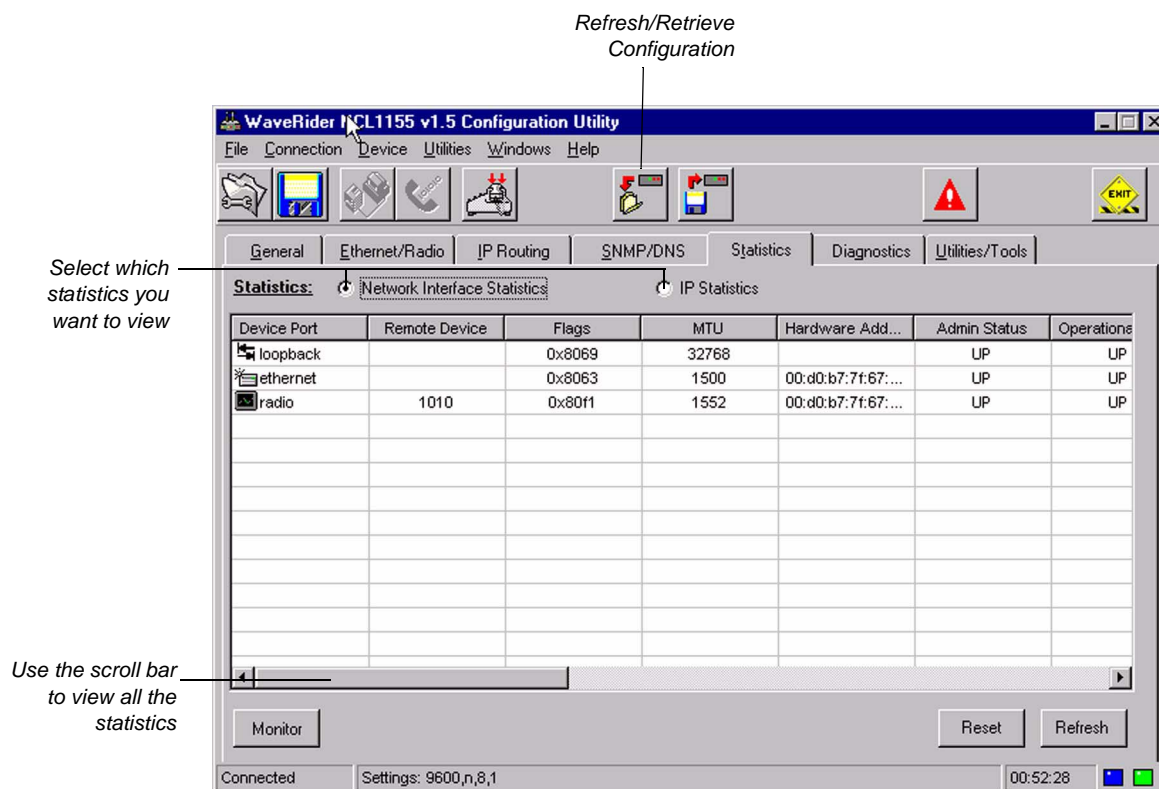 Refresh/Retrieve
Configuration
WaveRider NCL1155 v1.5 Configuration Utility
File Connection Device Utilities Windows Help
EXIT
General Ethernet/Radio IP Routing SNMP/DNS Statistics Diagnostics Utilities/Tools
Select which
statistics you
want to view
Statistics: Network Interface Statistics IP Statistics
Device Port Remote Device Flags MTU Hardware Add... Admin Status Operationa
loopback 0x8069 32768 UP UP
ethernet 0x8063 1500 00:d0:b7:7f:67:... UP UP
radio 1010 0x80f1 1552 00:d0:b7:7f:67:... UP UP
Use the scroll bar
to view all the
statistics
Monitor Reset Refresh
Connected Settings: 9600,n,8,1 00:52:28